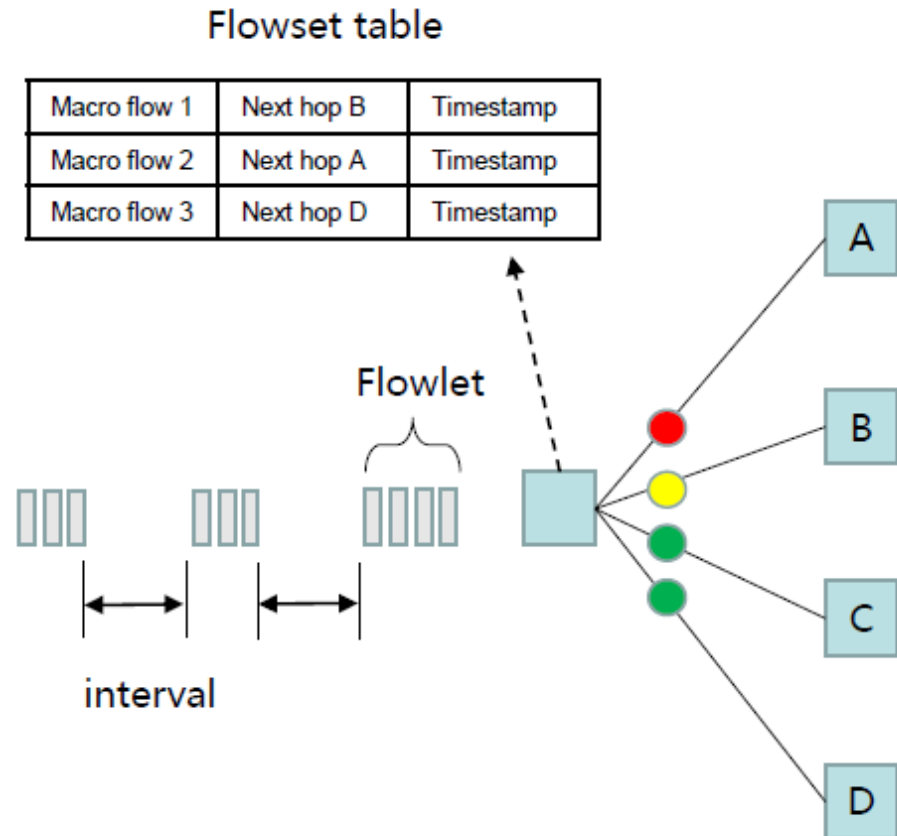 Flowset table
Macro flow 1 Next hop B Timestamp
Macro flow 2 Next hop A Timestamp
Macro flow 3 Next hop D Timestamp
A
Flowlet
B
C
interval
D